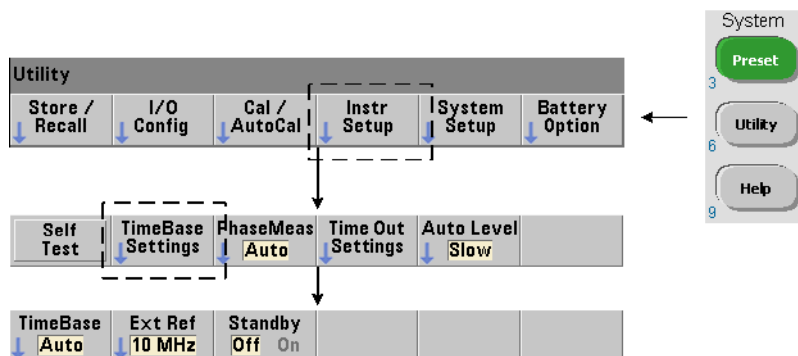 System
Preset
3
Utility
6
Help
9
Utility
Store / Recall
I/O Config
Cal / AutoCal
Instr Setup
System Setup
Battery Option
Self Test
TimeBase Settings
PhaseMeas Auto
Time Out Settings
Auto Level Slow
TimeBase Auto
Ext Ref 10 MHz
Standby Off On